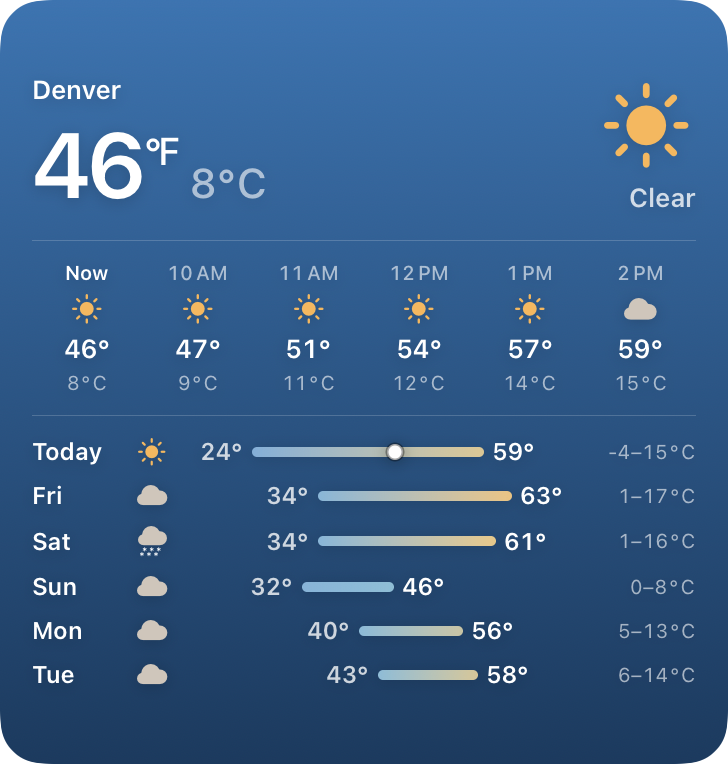 Denver
46°F 8°C
Clear
Now 10 AM 11 AM 12 PM 1 PM 2 PM
46° 47° 51° 54° 57° 59°
8°C 9°C 11°C 12°C 14°C 15°C
Today 24° 59° -4–15°C
Fri 34° 63° 1–17°C
Sat 34° 61° 1–16°C
Sun 32° 46° 0–8°C
Mon 40° 56° 5–13°C
Tue 43° 58° 6–14°C